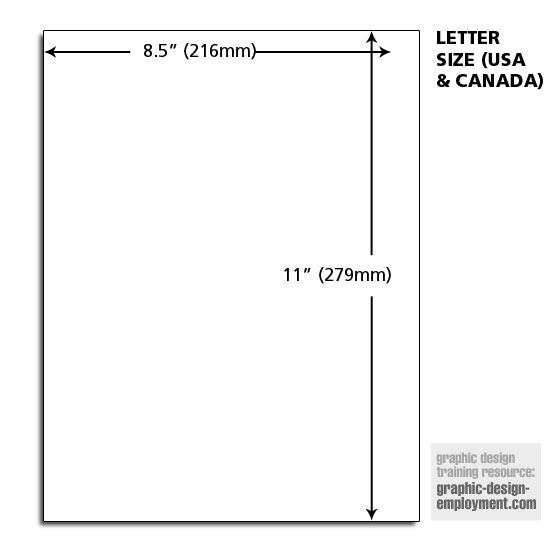 8.5” (216mm)
LETTER
SIZE (USA
& CANADA)
11” (279mm)
graphic design
training resource:
graphic-design-
employment.com